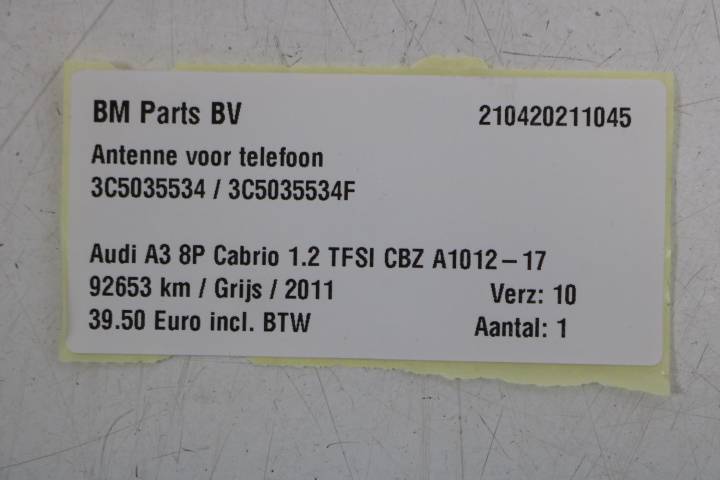 BM Parts BV 210420211045
Antenne voor telefoon
3C5035534 / 3C5035534F
Audi A3 8P Cabrio 1.2 TFSI CBZ A1012-17
92653 km / Grijs / 2011 Verz: 10
39.50 Euro incl. BTW Aantal: 1